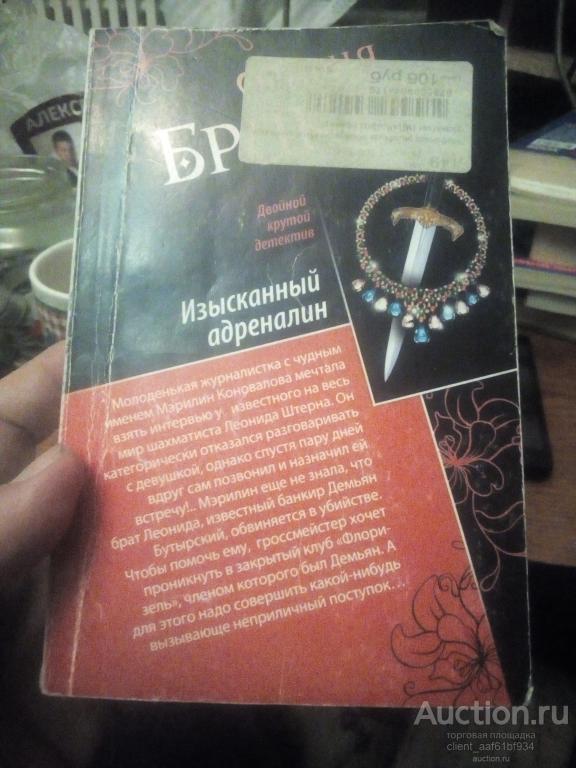 АЛЕКС
106 руб
БР
Двойной
крутой
детектив
Изысканный
адреналин
Молоденькая журналистка с чудным
именем Мэрилин Коновалова мечтала
взять интервью у известного на весь
мир шахматиста Леонида Штерна. Он
категорически отказался разговаривать
с девушкой, однако спустя пару дней
вдруг сам позвонил и назначил ей
встречу!.. Мэрилин еще не знала, что
брат Леонида, известный банкир Демьян
Бутырский, обвиняется в убийстве.
Чтобы помочь ему, гроссмейстер хочет
проникнуть в закрытый клуб «Флори-
зель», членом которого был Демьян. А
для этого надо совершить какой-нибудь
вызывающе неприличный поступок...
Auction.ru
торговая площадка
client_aaf61bf934
auction.ru